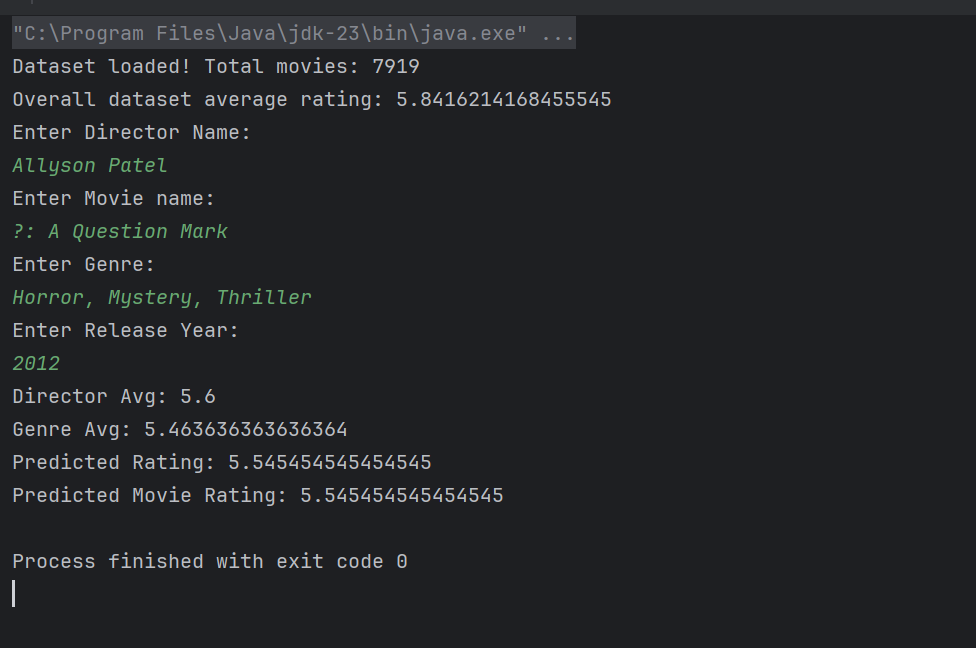 "C:\Program Files\Java\jdk-23\bin\java.exe" ...
Dataset loaded! Total movies: 7919
Overall dataset average rating: 5.8416214168455545
Enter Director Name:
Allyson Patel
Enter Movie name:
?: A Question Mark
Enter Genre:
Horror, Mystery, Thriller
Enter Release Year:
2012
Director Avg: 5.6
Genre Avg: 5.463636363636364
Predicted Rating: 5.545454545454545
Predicted Movie Rating: 5.545454545454545
Process finished with exit code 0